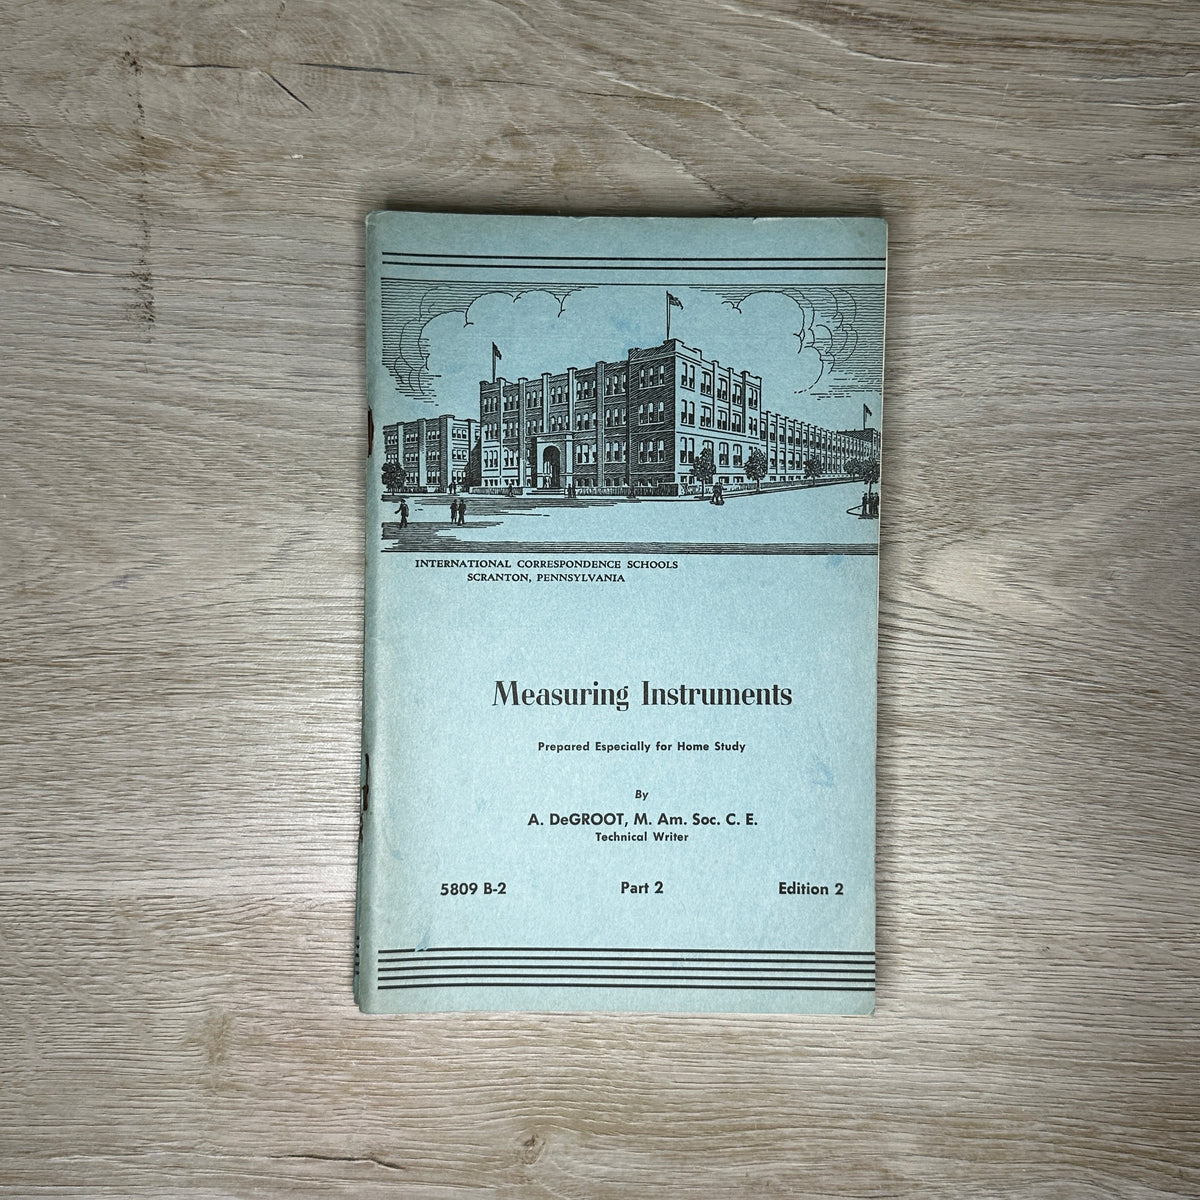 INTERNATIONAL CORRESPONDENCE SCHOOLS
SCRANTON, PENNSYLVANIA
Measuring Instruments
Prepared Especially for Home Study
By
A. DeGROOT, M. Am. Soc. C. E.
Technical Writer
5809 B-2 Part 2 Edition 2